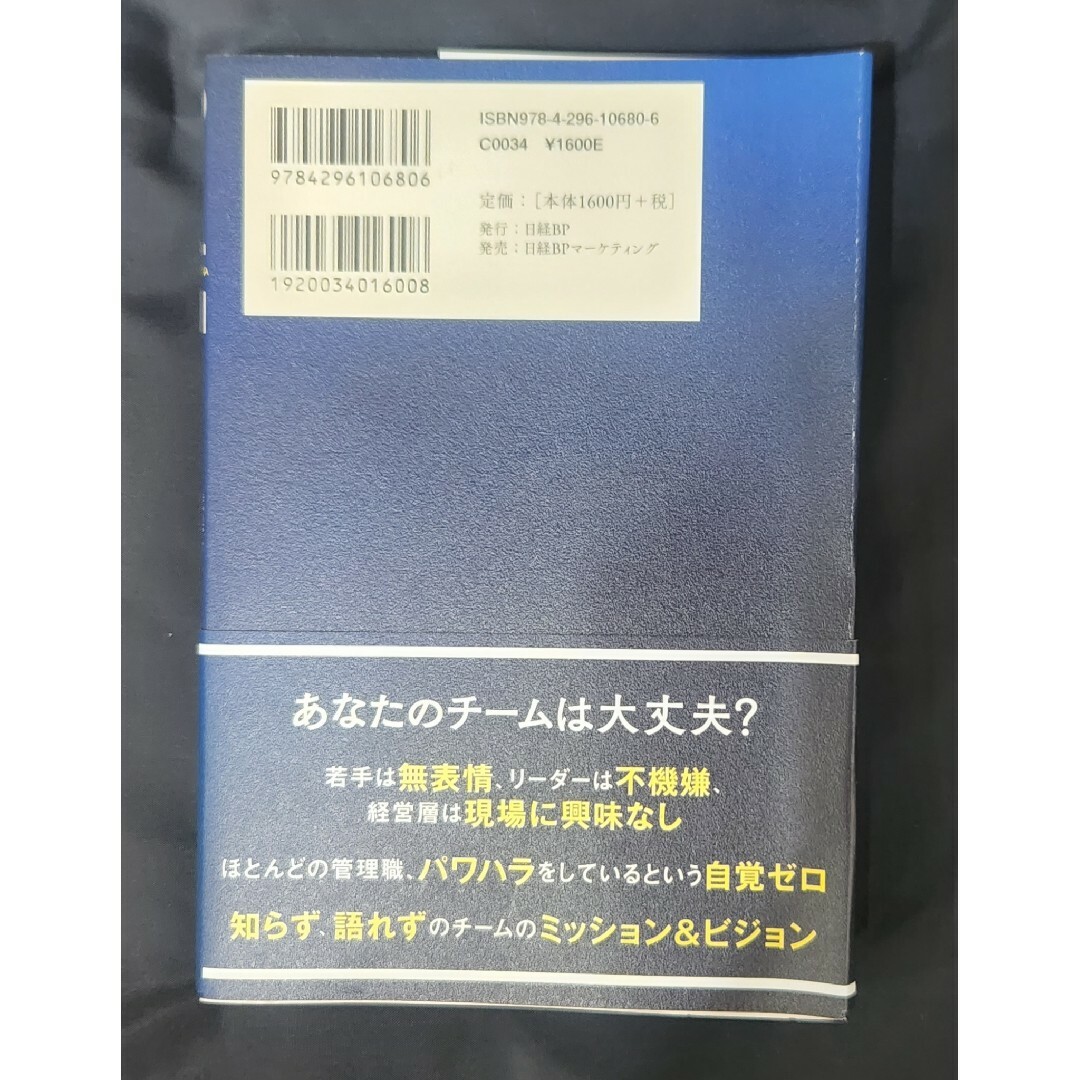 ISBN978-4-296-10680-6
C0034 ¥1600E
9784296106806
定価：[本体1600円+税]
発行：日経BP
発売：日経BPマーケティング
1920034016008
あなたのチームは大丈夫?
若手は無表情、リーダーは不機嫌、
経営層は現場に興味なし
ほとんどの管理職、パワハラをしているという自覚ゼロ
知らず、語れずのチームのミッション&ビジョン